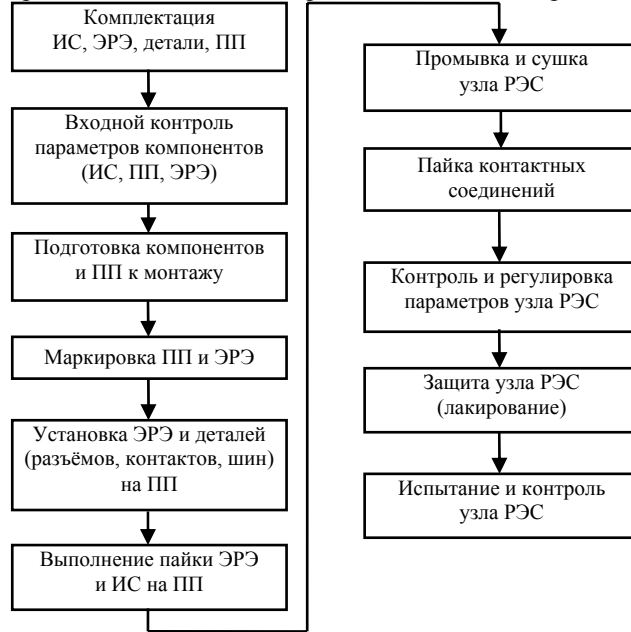 Комплектация
ИС, ЭРЭ, детали, ПП
Входной контроль
параметров компонентов
(ИС, ПП, ЭРЭ)
Подготовка компонентов
и ПП к монтажу
Маркировка ПП и ЭРЭ
Установка ЭРЭ и деталей
(разъёмов, контактов, шин)
на ПП
Выполнение пайки ЭРЭ
и ИС на ПП
Промывка и сушка
узла РЭС
Пайка контактных
соединений
Контроль и регулировка
параметров узла РЭС
Защита узла РЭС
(лакирование)
Испытание и контроль
узла РЭС